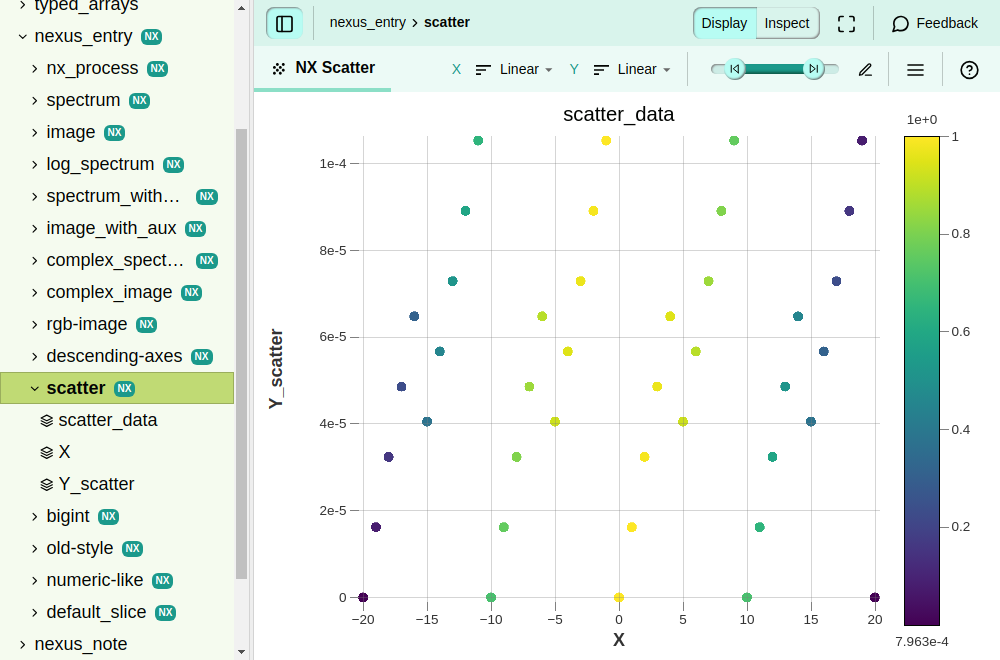 typed_arrays
nexus_entry NX
nx_process NX
spectrum NX
image NX
log_spectrum NX
spectrum_with… NX
image_with_aux NX
complex_spect… NX
complex_image NX
rgb-image NX
descending-axes NX
scatter NX
scatter_data
X
Y_scatter
bigint NX
old-style NX
numeric-like NX
default_slice NX
nexus_note
nexus_entry › scatter
Display Inspect Feedback
NX Scatter X Linear Y Linear
scatter_data
1e-4
8e-5
6e-5
4e-5
2e-5
0
Y_scatter
−20 −15 −10 −5 0 5 10 15 20
X
1e+0
1
0.8
0.6
0.4
0.2
7.963e-4